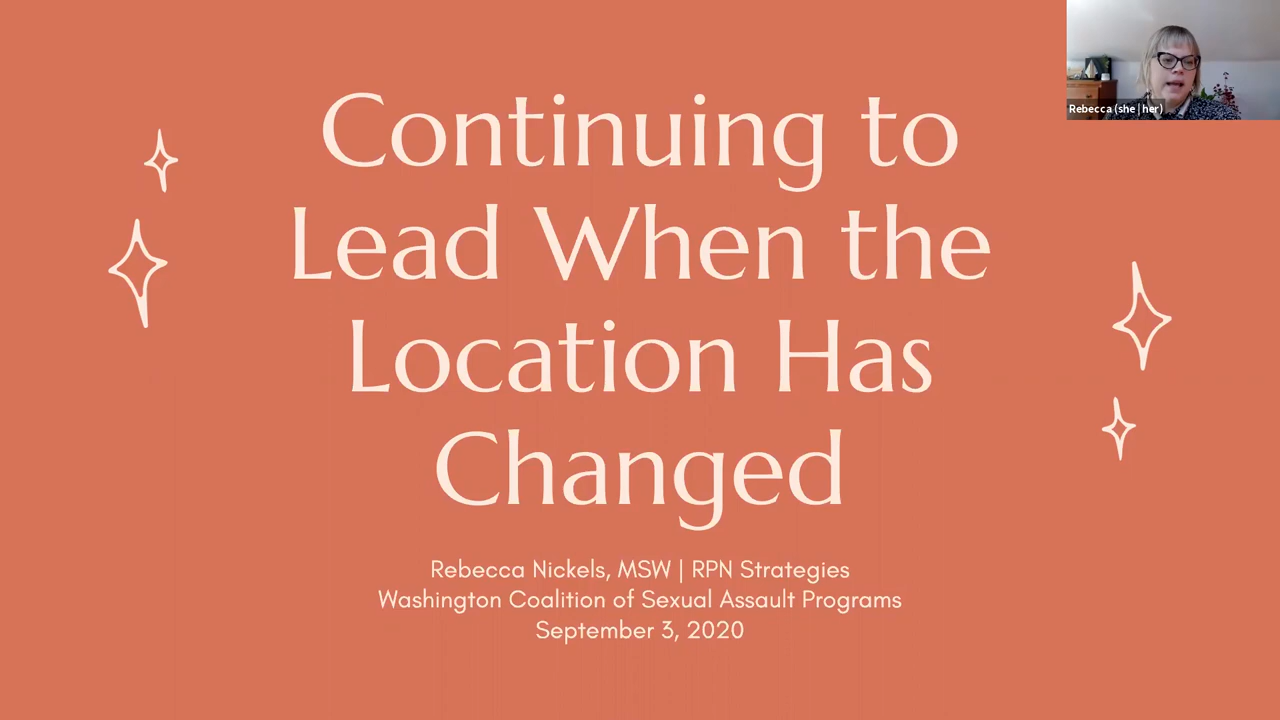 Continuing to
Lead When the
Location Has
Changed
Rebecca Nickels, MSW | RPN Strategies
Washington Coalition of Sexual Assault Programs
September 3, 2020
Rebecca (she | her)